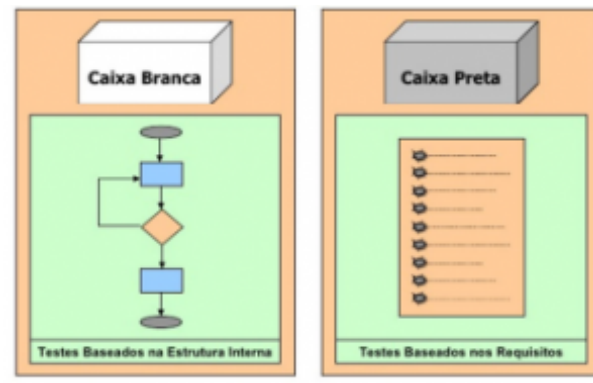 Caixa Branca
Caixa Preta
Testes Baseados na Estrutura Interna
Testes Baseados nos Requisitos